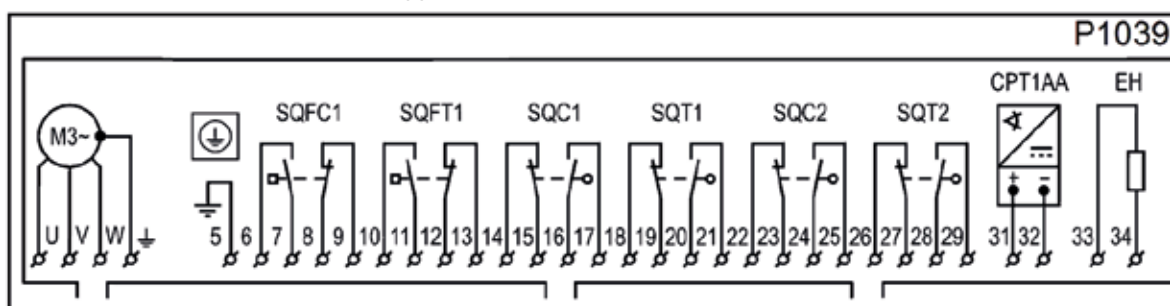 P1039
CPT1AA EH
SQFC1 SQFT1 SQC1 SQT1 SQC2 SQT2
M3~
+ −
U V W 5 6 7 8 9 10 11 12 13 14 15 16 17 18 19 20 21 22 23 24 25 26 27 28 29 31 32 33 34